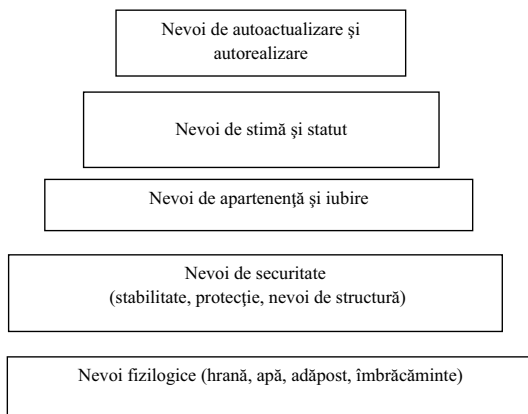 Nevoi de autoactualizare şi
autorealizare
Nevoi de stimă şi statut
Nevoi de apartenenţă şi iubire
Nevoi de securitate
(stabilitate, protecţie, nevoi de structură)
Nevoi fizilogice (hrană, apă, adăpost, îmbrăcăminte)